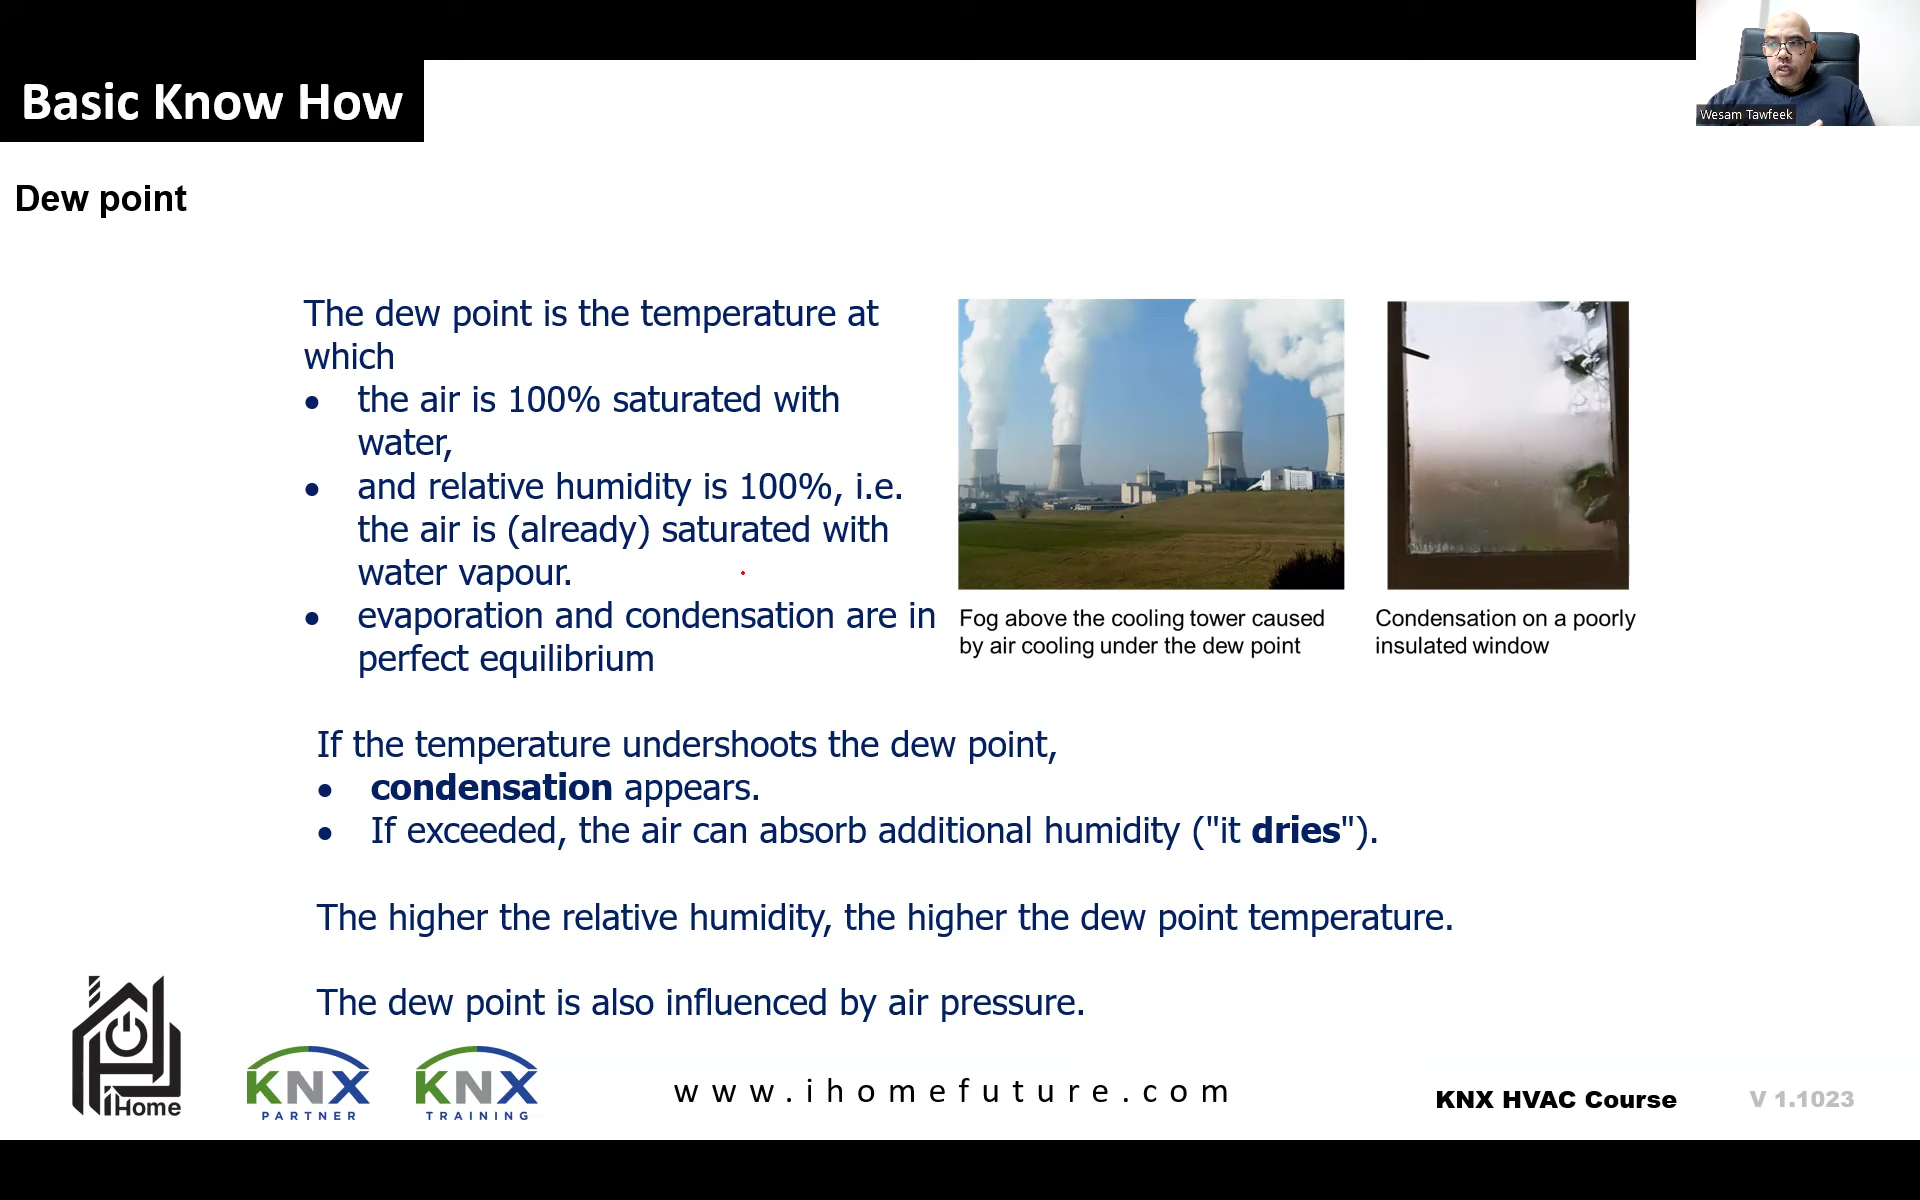 Basic Know How
Wesam Tawfeek
Dew point
The dew point is the temperature at
which
• the air is 100% saturated with
water,
• and relative humidity is 100%, i.e.
the air is (already) saturated with
water vapour.
• evaporation and condensation are in
perfect equilibrium
Fog above the cooling tower caused
by air cooling under the dew point
Condensation on a poorly
insulated window
If the temperature undershoots the dew point,
• condensation appears.
• If exceeded, the air can absorb additional humidity ("it dries").
The higher the relative humidity, the higher the dew point temperature.
The dew point is also influenced by air pressure.
iHome
KNX
PARTNER
KNX
TRAINING
www.ihomefuture.com
KNX HVAC Course
V 1.1023